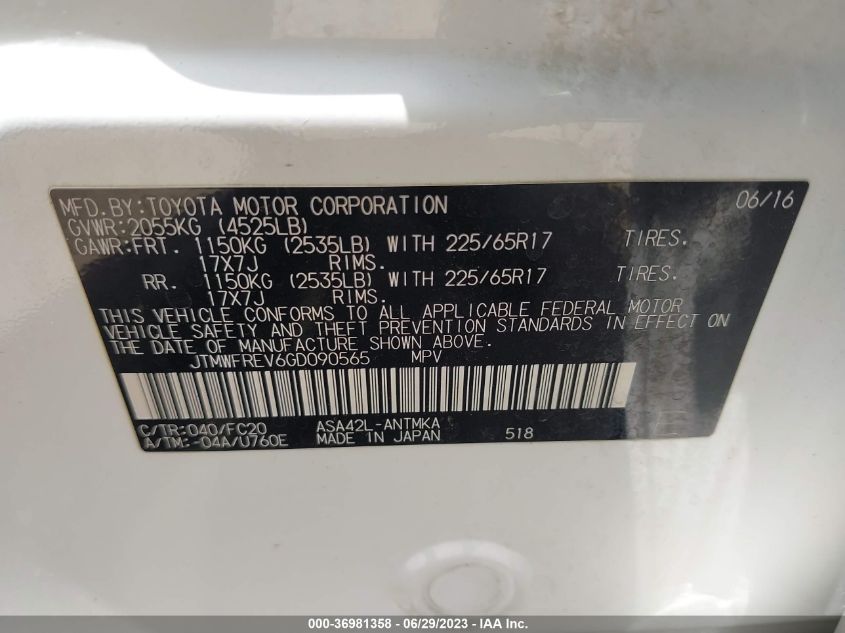 MFD.BY:TOYOTA MOTOR CORPORATION 06/16
GVWR:2055KG (4525LB)
GAWR:FRT. 1150KG (2535LB) WITH 225/65R17 TIRES.
17X7J RIMS.
RR. 1150KG (2535LB) WITH 225/65R17 TIRES.
17X7J RIMS.
THIS VEHICLE CONFORMS TO ALL APPLICABLE FEDERAL MOTOR
VEHICLE SAFETY AND THEFT PREVENTION STANDARDS IN EFFECT ON
THE DATE OF MANUFACTURE SHOWN ABOVE.
JTMWFREV6GD090565 MPV
C/TR:040/FC20 ASA42L-ANTMKA
A/TM:-04A/U760E MADE IN JAPAN 518
000-36981358 - 06/29/2023 - IAA Inc.